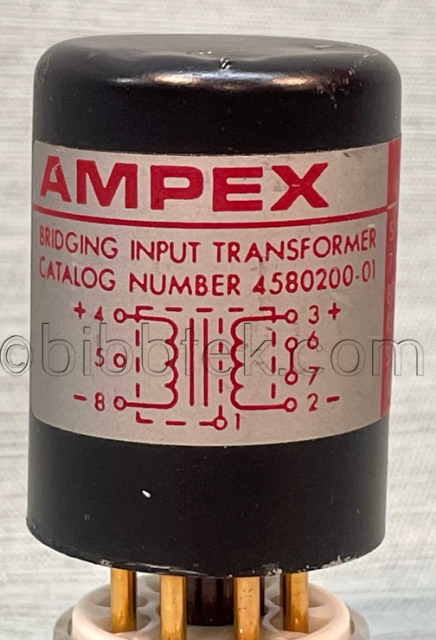 AMPEX
BRIDGING INPUT TRANSFORMER
CATALOG NUMBER 4580200-01
+4 3+
5 6
7
-8 2-
1
©bibbtek.com